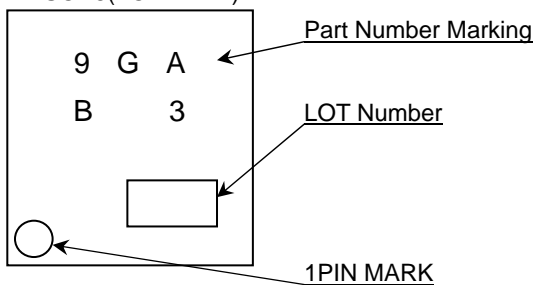 Part Number Marking
9 G A
B 3
LOT Number
1PIN MARK